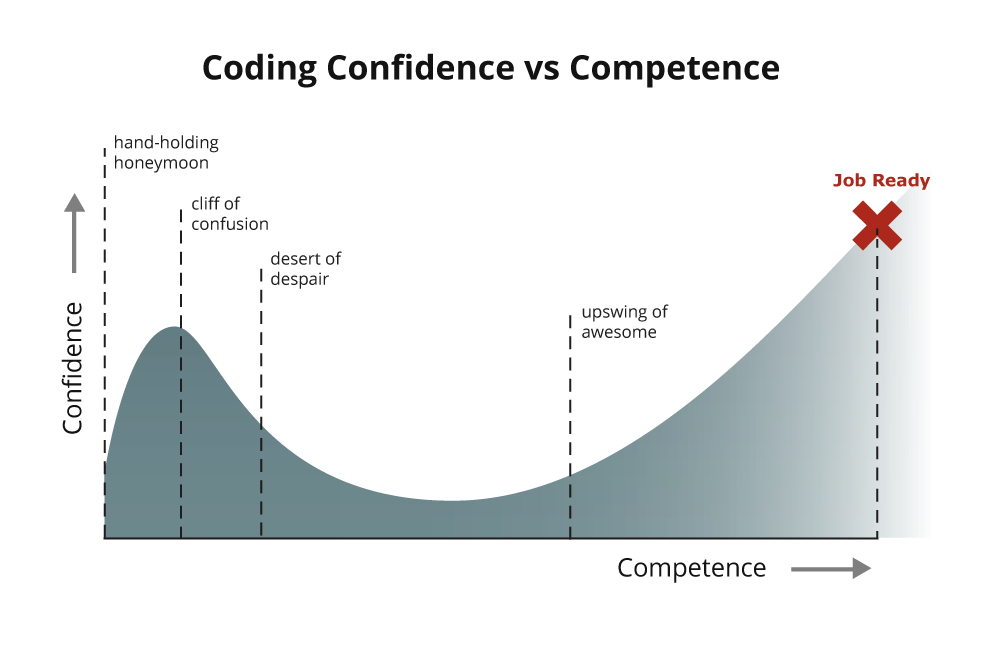 Coding Confidence vs Competence
hand-holding
honeymoon
cliff of
confusion
desert of
despair
upswing of
awesome
Job Ready
Confidence
Competence